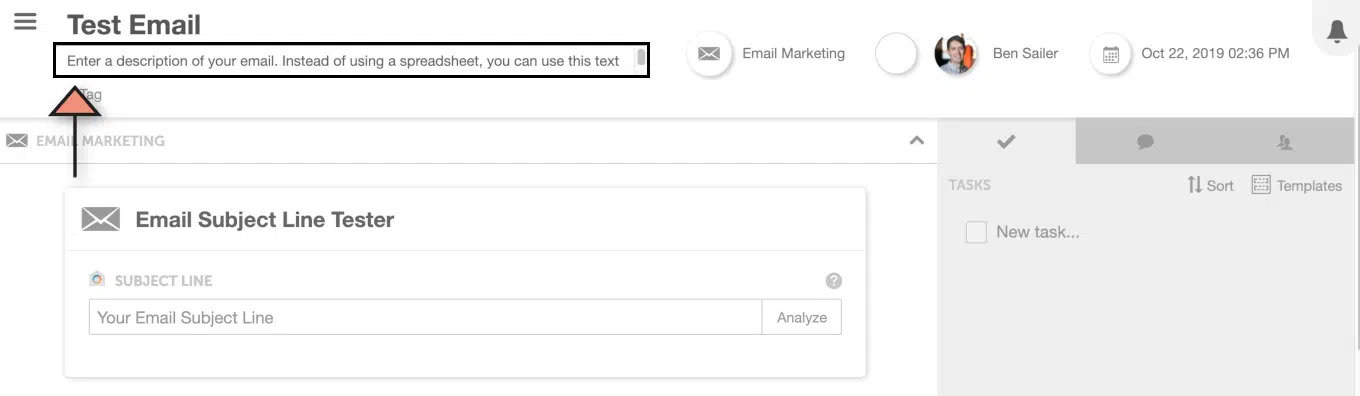 Test Email
Enter a description of your email. Instead of using a spreadsheet, you can use this text
Tag
Email Marketing
Ben Sailer
Oct 22, 2019 02:36 PM
EMAIL MARKETING
TASKS
Sort
Templates
New task...
Email Subject Line Tester
SUBJECT LINE
?
Your Email Subject Line
Analyze